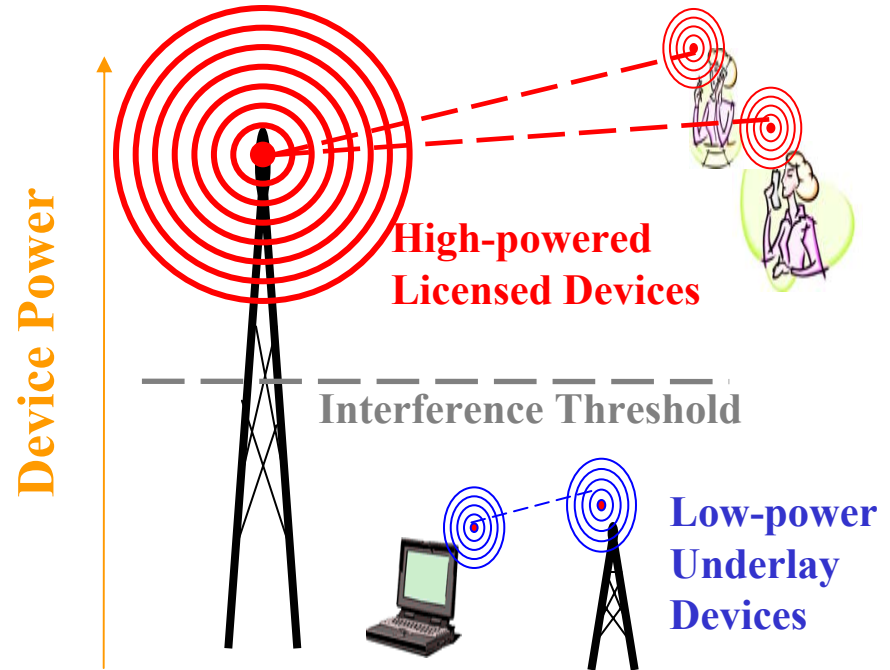 Device Power
High-powered
Licensed Devices
Interference Threshold
Low-power
Underlay
Devices